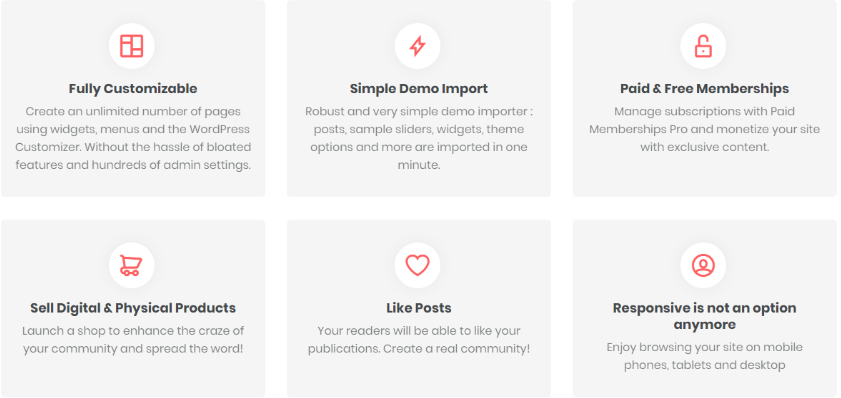 Fully Customizable
Create an unlimited number of pages
using widgets, menus and the WordPress
Customizer. Without the hassle of bloated
features and hundreds of admin settings.
Simple Demo Import
Robust and very simple demo importer :
posts, sample sliders, widgets, theme
options and more are imported in one
minute.
Paid & Free Memberships
Manage subscriptions with Paid
Memberships Pro and monetize your site
with exclusive content.
Sell Digital & Physical Products
Launch a shop to enhance the craze of
your community and spread the word!
Like Posts
Your readers will be able to like your
publications. Create a real community!
Responsive is not an option
anymore
Enjoy browsing your site on mobile
phones, tablets and desktop